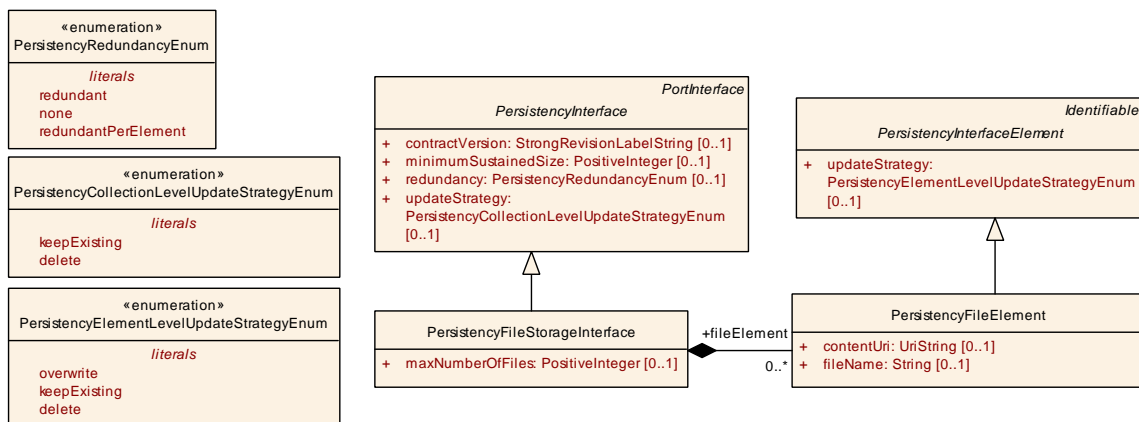 «enumeration»
PersistencyRedundancyEnum
literals
redundant
none
redundantPerElement
«enumeration»
PersistencyCollectionLevelUpdateStrategyEnum
literals
keepExisting
delete
«enumeration»
PersistencyElementLevelUpdateStrategyEnum
literals
overwrite
keepExisting
delete
PortInterface
PersistencyInterface
+ contractVersion: StrongRevisionLabelString [0..1]
+ minimumSustainedSize: PositiveInteger [0..1]
+ redundancy: PersistencyRedundancyEnum [0..1]
+ updateStrategy:
PersistencyCollectionLevelUpdateStrategyEnum
[0..1]
Identifiable
PersistencyInterfaceElement
+ updateStrategy:
PersistencyElementLevelUpdateStrategyEnum
[0..1]
PersistencyFileStorageInterface
+ maxNumberOfFiles: PositiveInteger [0..1]
+fileElement
0..*
PersistencyFileElement
+ contentUri: UriString [0..1]
+ fileName: String [0..1]